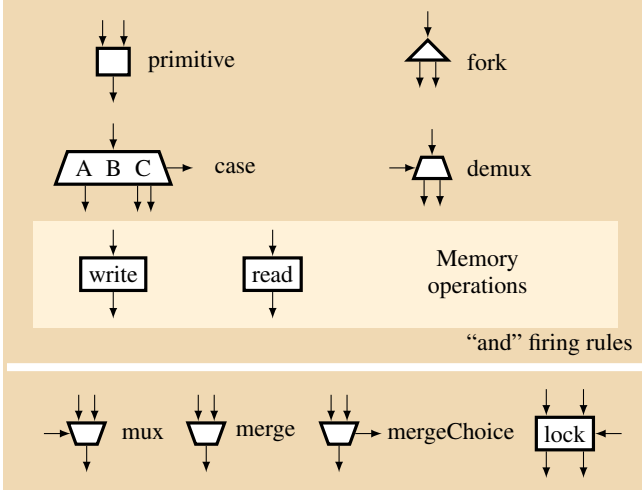 primitive
fork
A B C
case
demux
write
read
Memory
operations
“and” firing rules
mux
merge
mergeChoice
lock